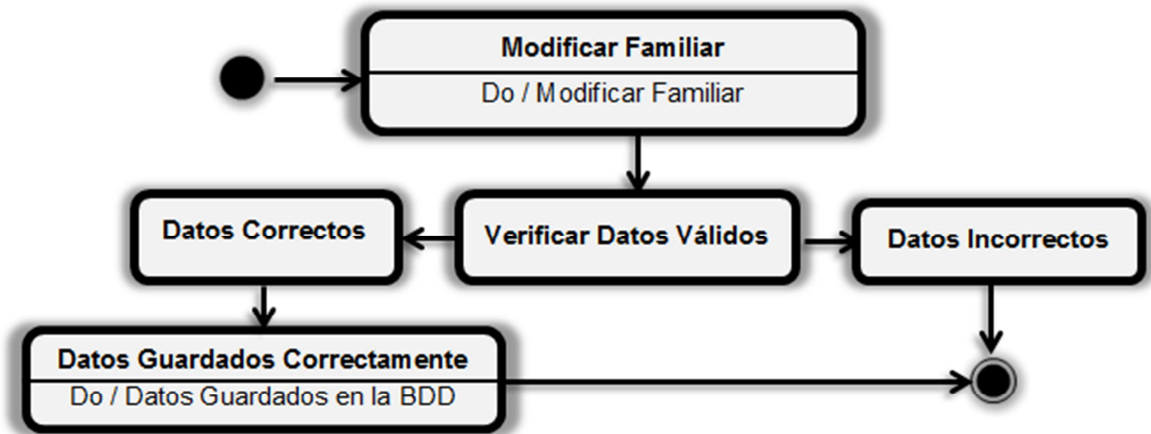 Modificar Familiar
Do / Modificar Familiar
Datos Correctos
Verificar Datos Válidos
Datos Incorrectos
Datos Guardados Correctamente
Do / Datos Guardados en la BDD